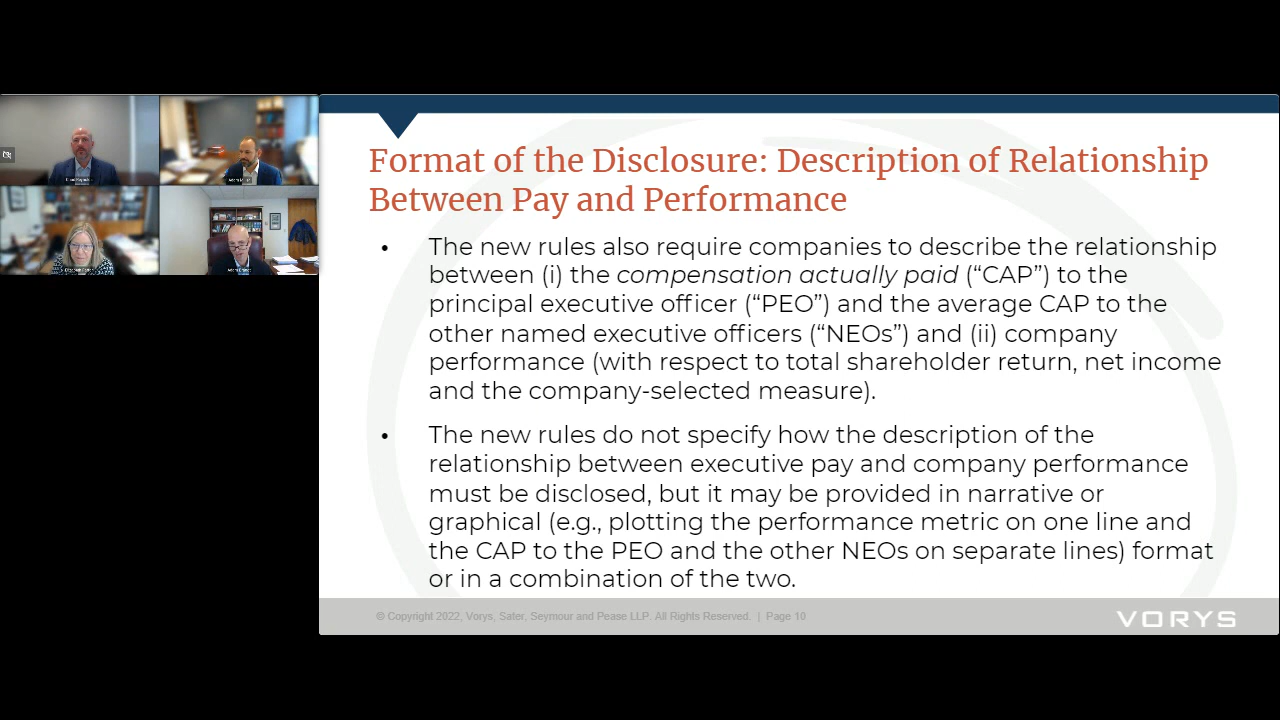 Format of the Disclosure: Description of Relationship
Between Pay and Performance
• The new rules also require companies to describe the relationship
between (i) the compensation actually paid (“CAP”) to the
principal executive officer (“PEO”) and the average CAP to the
other named executive officers (“NEOs”) and (ii) company
performance (with respect to total shareholder return, net income
and the company-selected measure).
• The new rules do not specify how the description of the
relationship between executive pay and company performance
must be disclosed, but it may be provided in narrative or
graphical (e.g., plotting the performance metric on one line and
the CAP to the PEO and the other NEOs on separate lines) format
or in a combination of the two.
© Copyright 2022, Vorys, Sater, Seymour and Pease LLP. All Rights Reserved. | Page 10
VORYS
Adam
Elizabeth
Adam